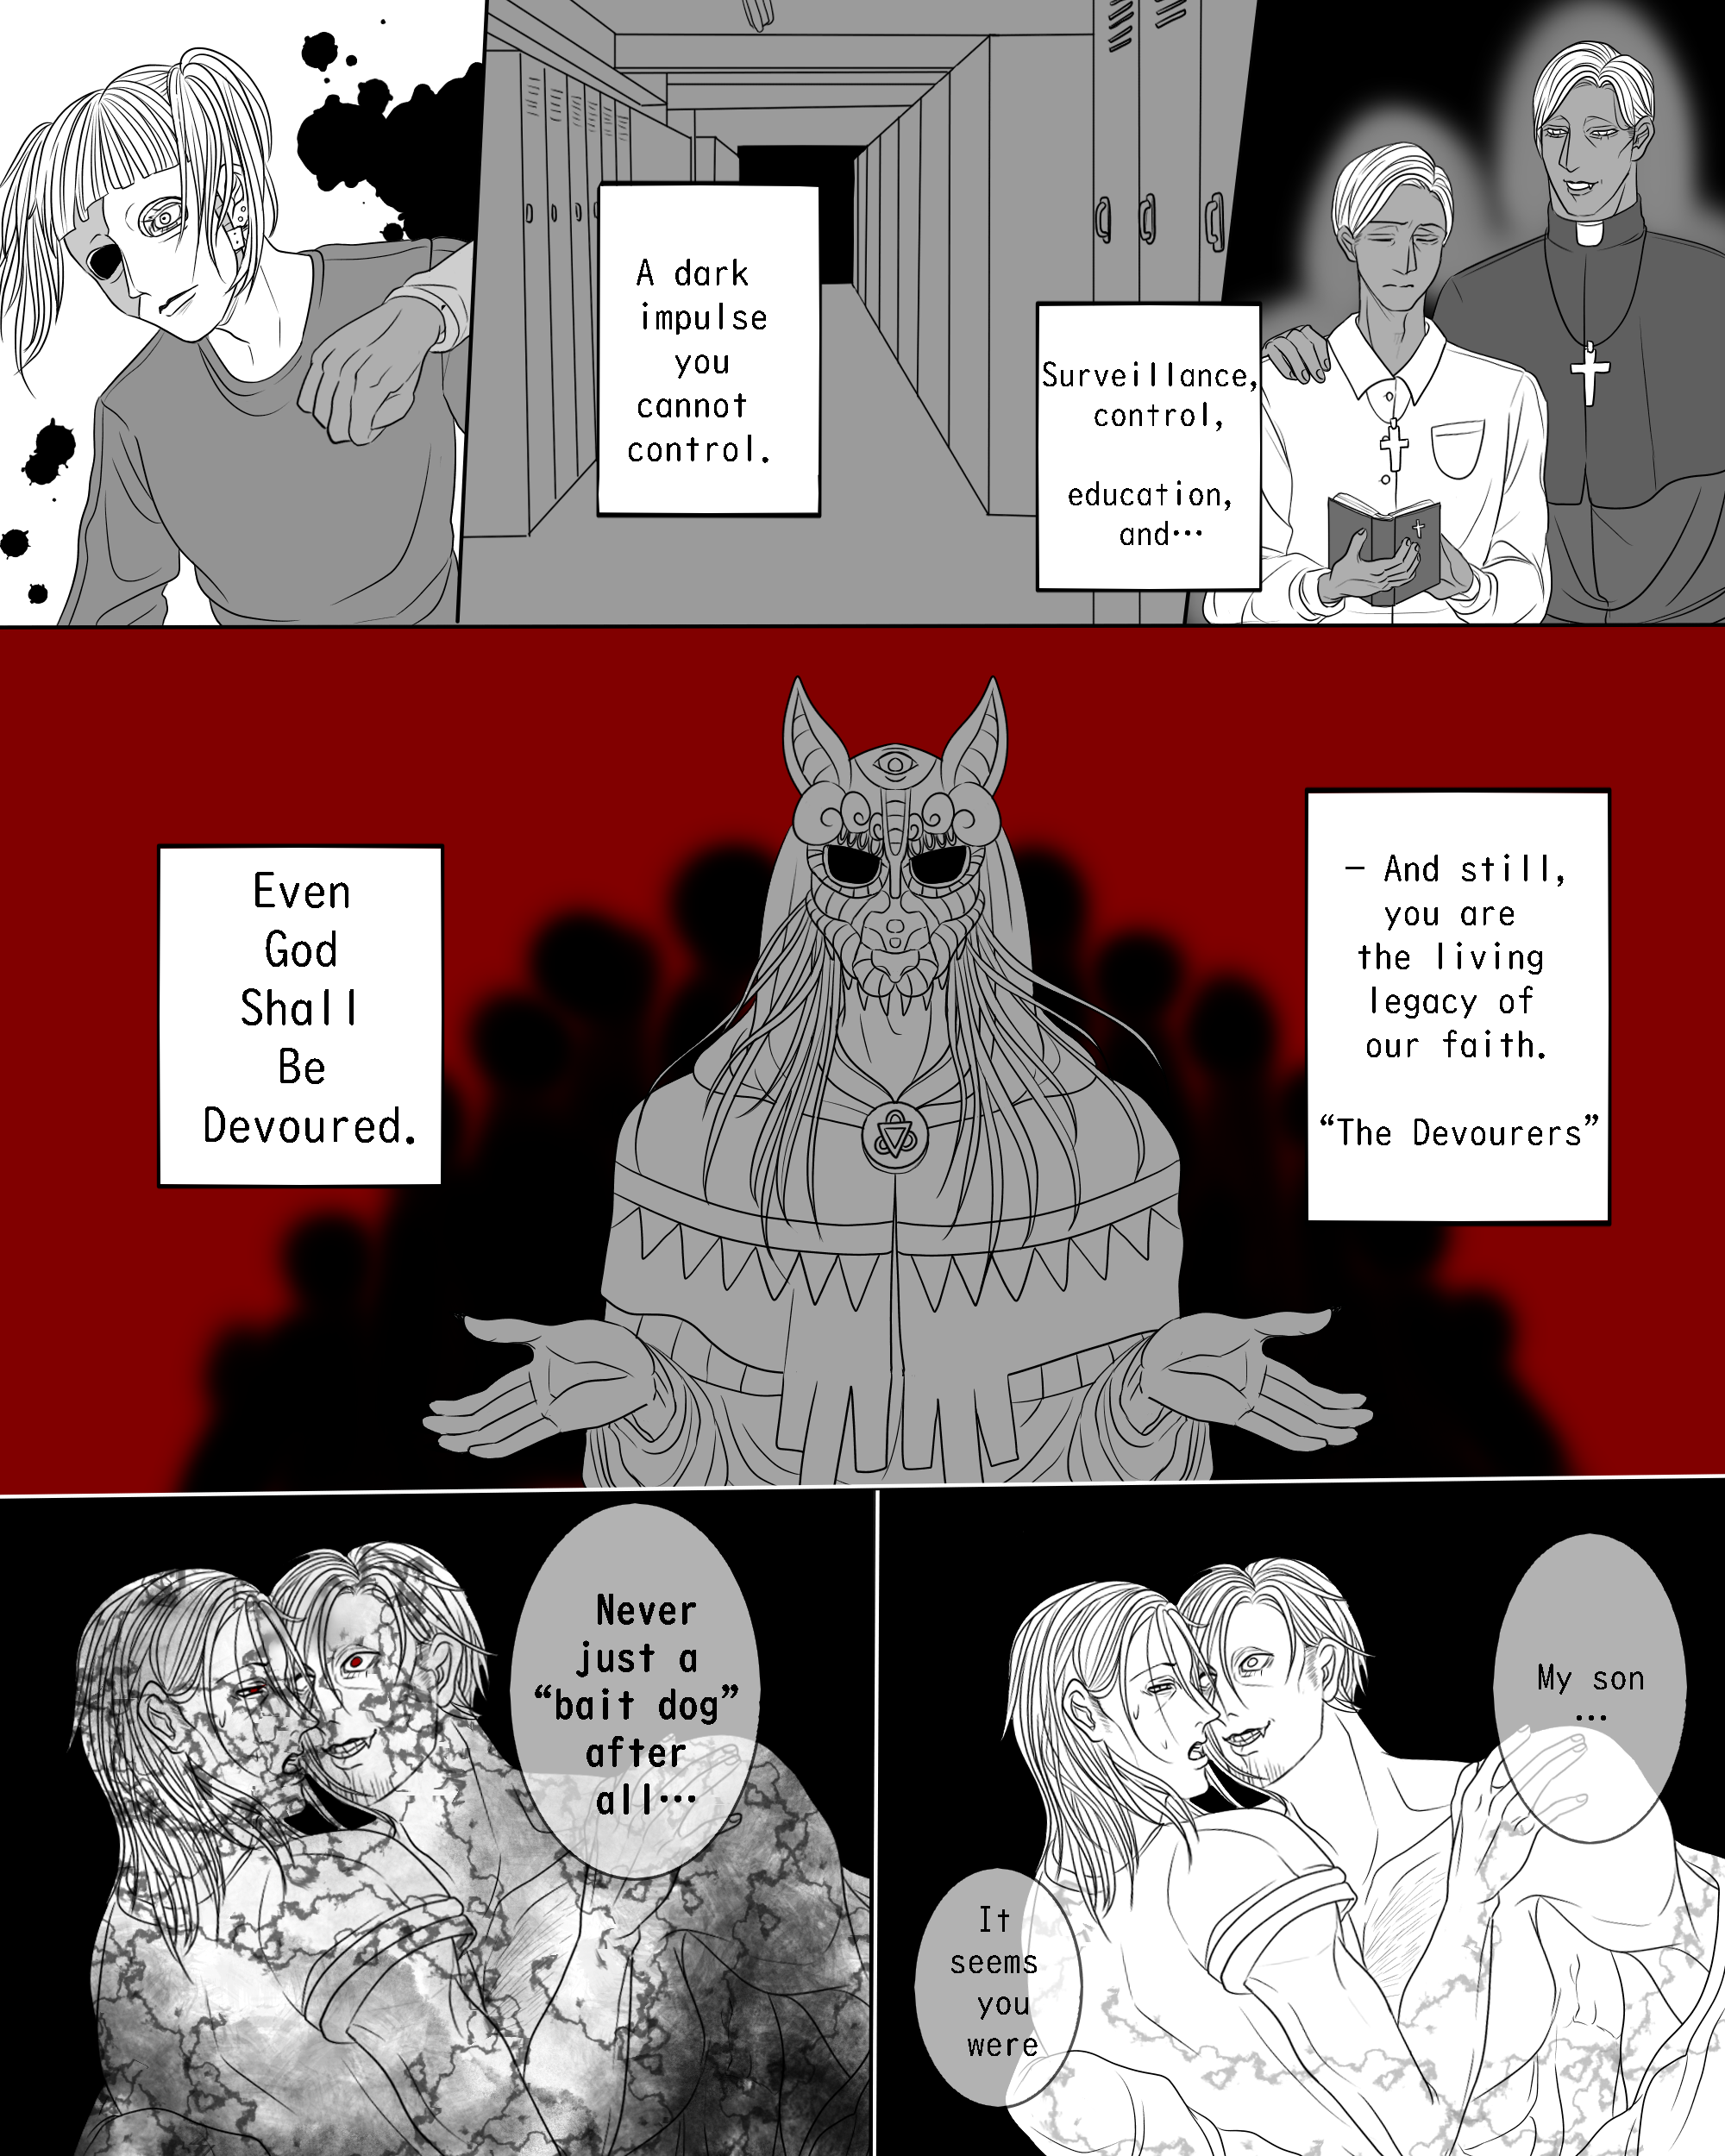 Surveillance,
control,
education,
and…
A dark
impulse
you
cannot
control.
– And still,
you are
the living
legacy of
our faith.
“The Devourers”
Even
God
Shall
Be
Devoured.
My son
…
It
seems
you
were
Never
just a
“bait dog”
after
all…